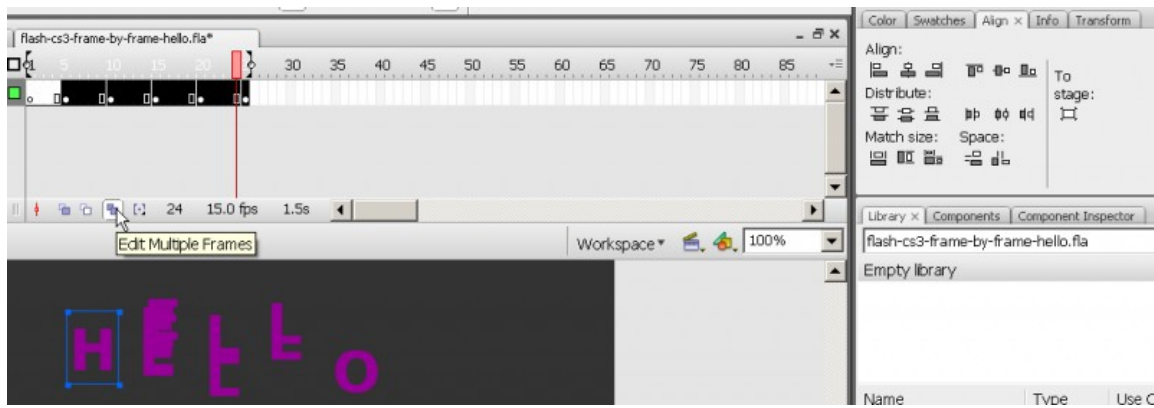 flash-cs3-frame-by-frame-hello.fla*
1 5 10 15 20 30 35 40 45 50 55 60 65 70 75 80 85
24 15.0 fps 1.5s
Edit Multiple Frames
Workspace 100%
H E L L O
Color Swatches Align × Info Transform
Align:
To
stage:
Distribute:
Match size: Space:
Library × Components Component Inspector
flash-cs3-frame-by-frame-hello.fla
Empty library
Name Type Use C